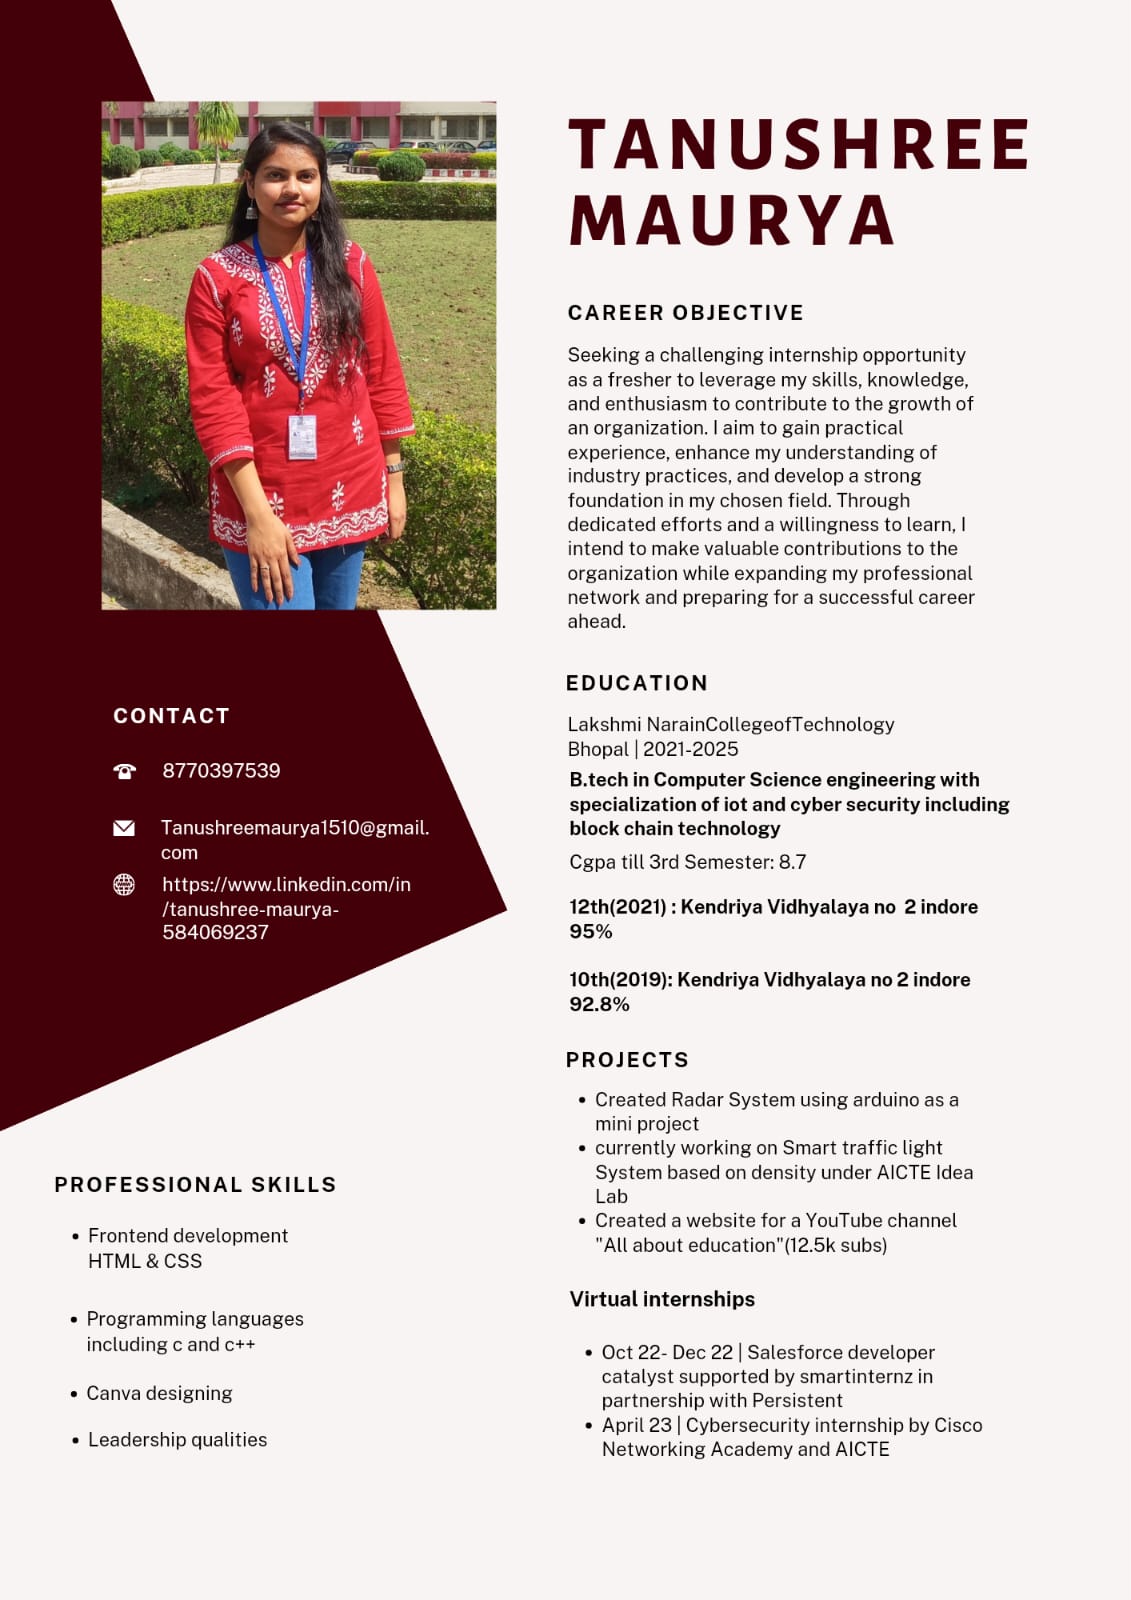 TANUSHREE
MAURYA
CAREER OBJECTIVE
Seeking a challenging internship opportunity
as a fresher to leverage my skills, knowledge,
and enthusiasm to contribute to the growth of
an organization. I aim to gain practical
experience, enhance my understanding of
industry practices, and develop a strong
foundation in my chosen field. Through
dedicated efforts and a willingness to learn, I
intend to make valuable contributions to the
organization while expanding my professional
network and preparing for a successful career
ahead.
EDUCATION
Lakshmi NarainCollegeofTechnology
Bhopal | 2021-2025
B.tech in Computer Science engineering with
specialization of iot and cyber security including
block chain technology
Cgpa till 3rd Semester: 8.7
12th(2021) : Kendriya Vidhyalaya no 2 indore
95%
10th(2019): Kendriya Vidhyalaya no 2 indore
92.8%
PROJECTS
• Created Radar System using arduino as a
mini project
• currently working on Smart traffic light
System based on density under AICTE Idea
Lab
• Created a website for a YouTube channel
"All about education"(12.5k subs)
Virtual internships
• Oct 22- Dec 22 | Salesforce developer
catalyst supported by smartinternz in
partnership with Persistent
• April 23 | Cybersecurity internship by Cisco
Networking Academy and AICTE
CONTACT
8770397539
Tanushreemaurya1510@gmail.
com
https://www.linkedin.com/in
/tanushree-maurya-
584069237
PROFESSIONAL SKILLS
• Frontend development
HTML & CSS
• Programming languages
including c and c++
• Canva designing
• Leadership qualities